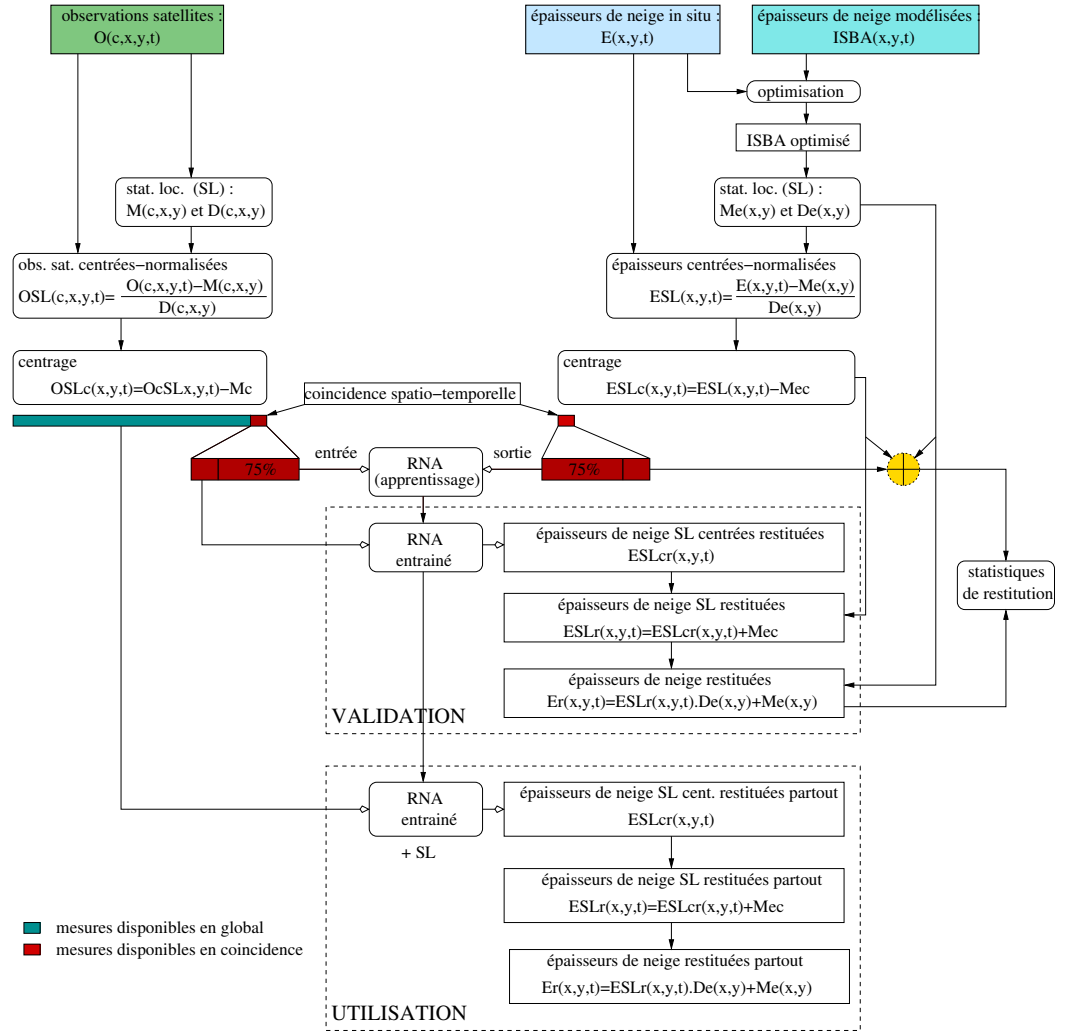 observations satellites :
O(c,x,y,t)
épaisseurs de neige in situ :
E(x,y,t)
épaisseurs de neige modélisées :
ISBA(x,y,t)
optimisation
ISBA optimisé
stat. loc. (SL) :
M(c,x,y) et D(c,x,y)
stat. loc. (SL) :
Me(x,y) et De(x,y)
obs. sat. centrées−normalisées
OSL(c,x,y,t)= O(c,x,y,t)−M(c,x,y)
D(c,x,y)
épaisseurs centrées−normalisées
ESL(x,y,t)= E(x,y,t)−Me(x,y)
De(x,y)
centrage
OSLc(x,y,t)=OcSLx,y,t)−Mc
centrage
ESLc(x,y,t)=ESL(x,y,t)−Mec
coincidence spatio−temporelle
75%
entrée
RNA
(apprentissage)
sortie
75%
RNA
entrainé
épaisseurs de neige SL centrées restituées
ESLcr(x,y,t)
épaisseurs de neige SL restituées
ESLr(x,y,t)=ESLcr(x,y,t)+Mec
épaisseurs de neige restituées
Er(x,y,t)=ESLr(x,y,t).De(x,y)+Me(x,y)
statistiques
de restitution
VALIDATION
RNA
entrainé
+ SL
épaisseurs de neige SL cent. restituées partout
ESLcr(x,y,t)
épaisseurs de neige SL restituées partout
ESLr(x,y,t)=ESLcr(x,y,t)+Mec
épaisseurs de neige restituées partout
Er(x,y,t)=ESLr(x,y,t).De(x,y)+Me(x,y)
UTILISATION
mesures disponibles en global
mesures disponibles en coincidence